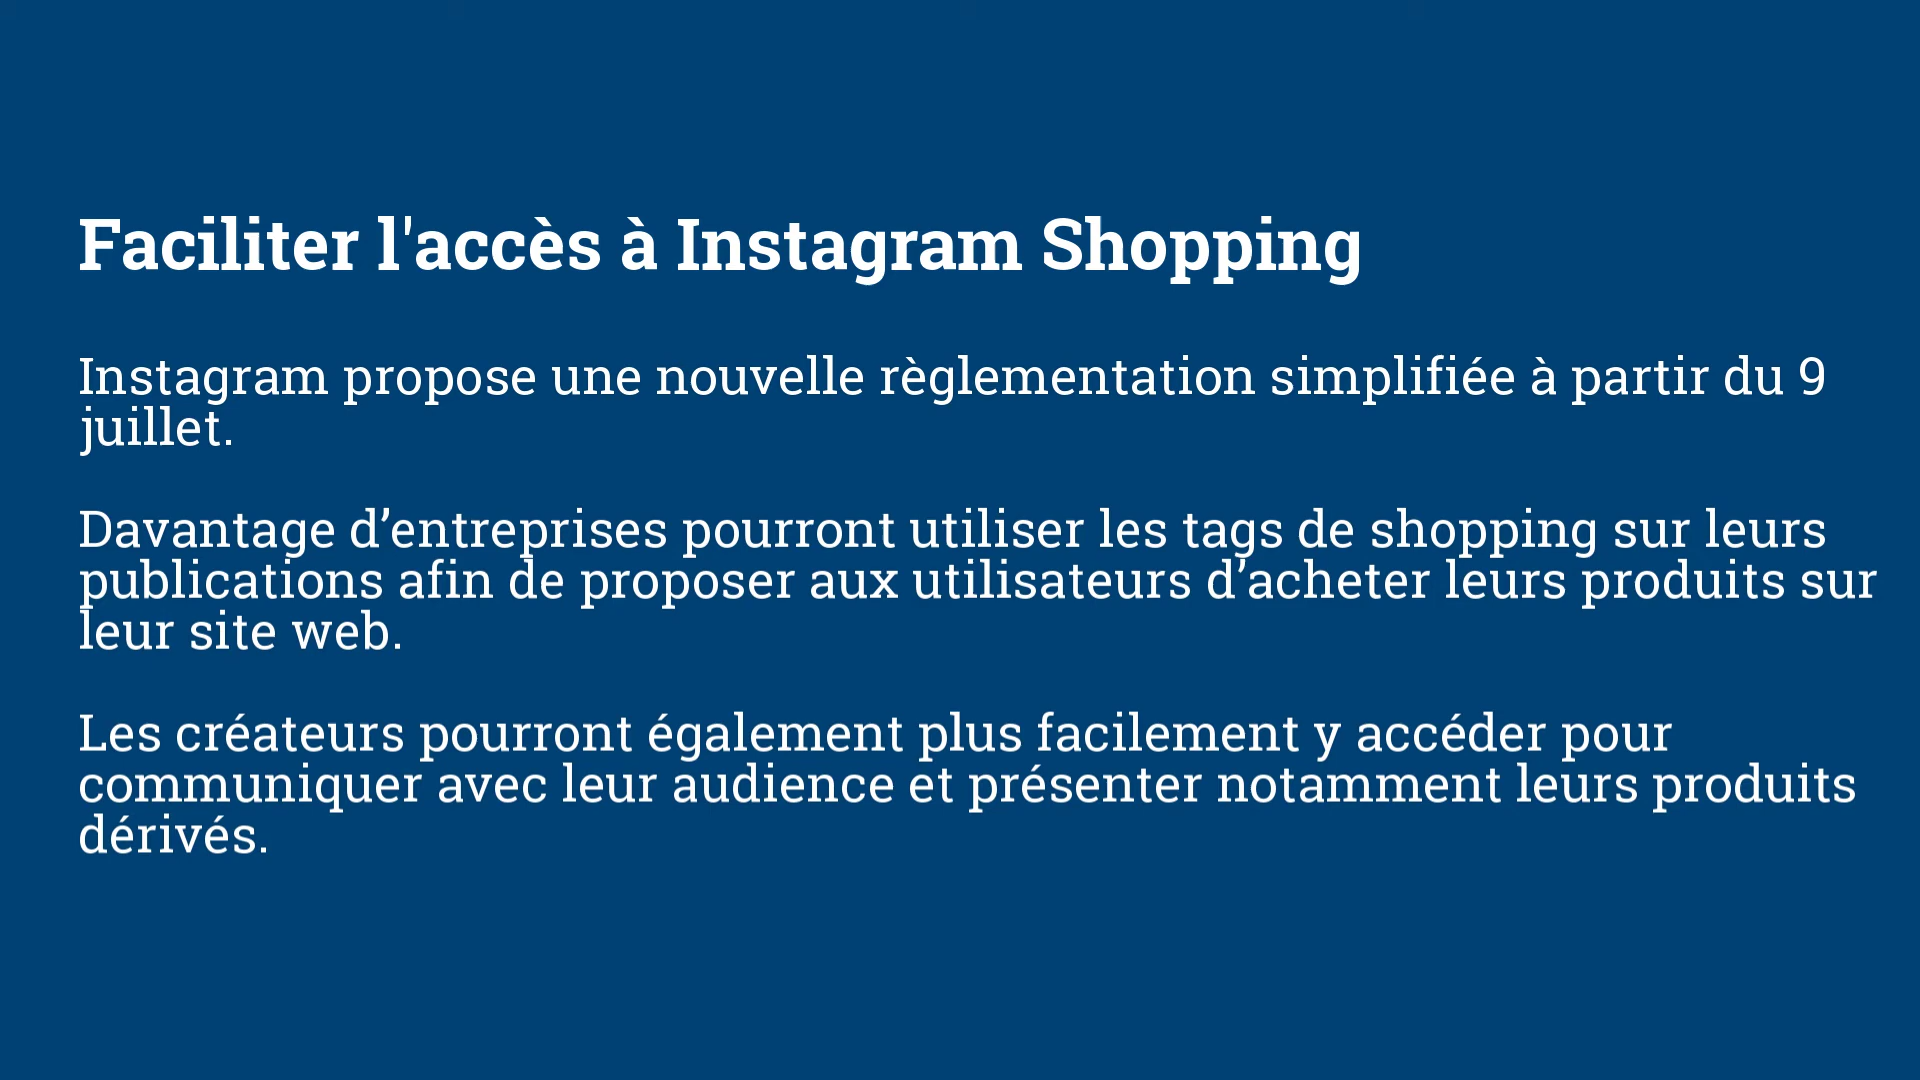 Faciliter l'accès à Instagram Shopping
Instagram propose une nouvelle règlementation simplifiée à partir du 9
juillet.
Davantage d’entreprises pourront utiliser les tags de shopping sur leurs
publications afin de proposer aux utilisateurs d’acheter leurs produits sur
leur site web.
Les créateurs pourront également plus facilement y accéder pour
communiquer avec leur audience et présenter notamment leurs produits
dérivés.